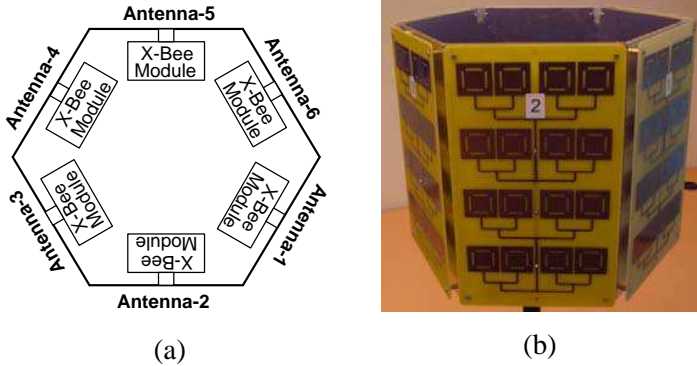 Antenna-5
Antenna-4
Antenna-6
X-Bee
Module
X-Bee
Module
X-Bee
Module
X-Bee
Module
X-Bee
Module
X-Bee
Module
Antenna-3
Antenna-1
Antenna-2
2
(a)
(b)